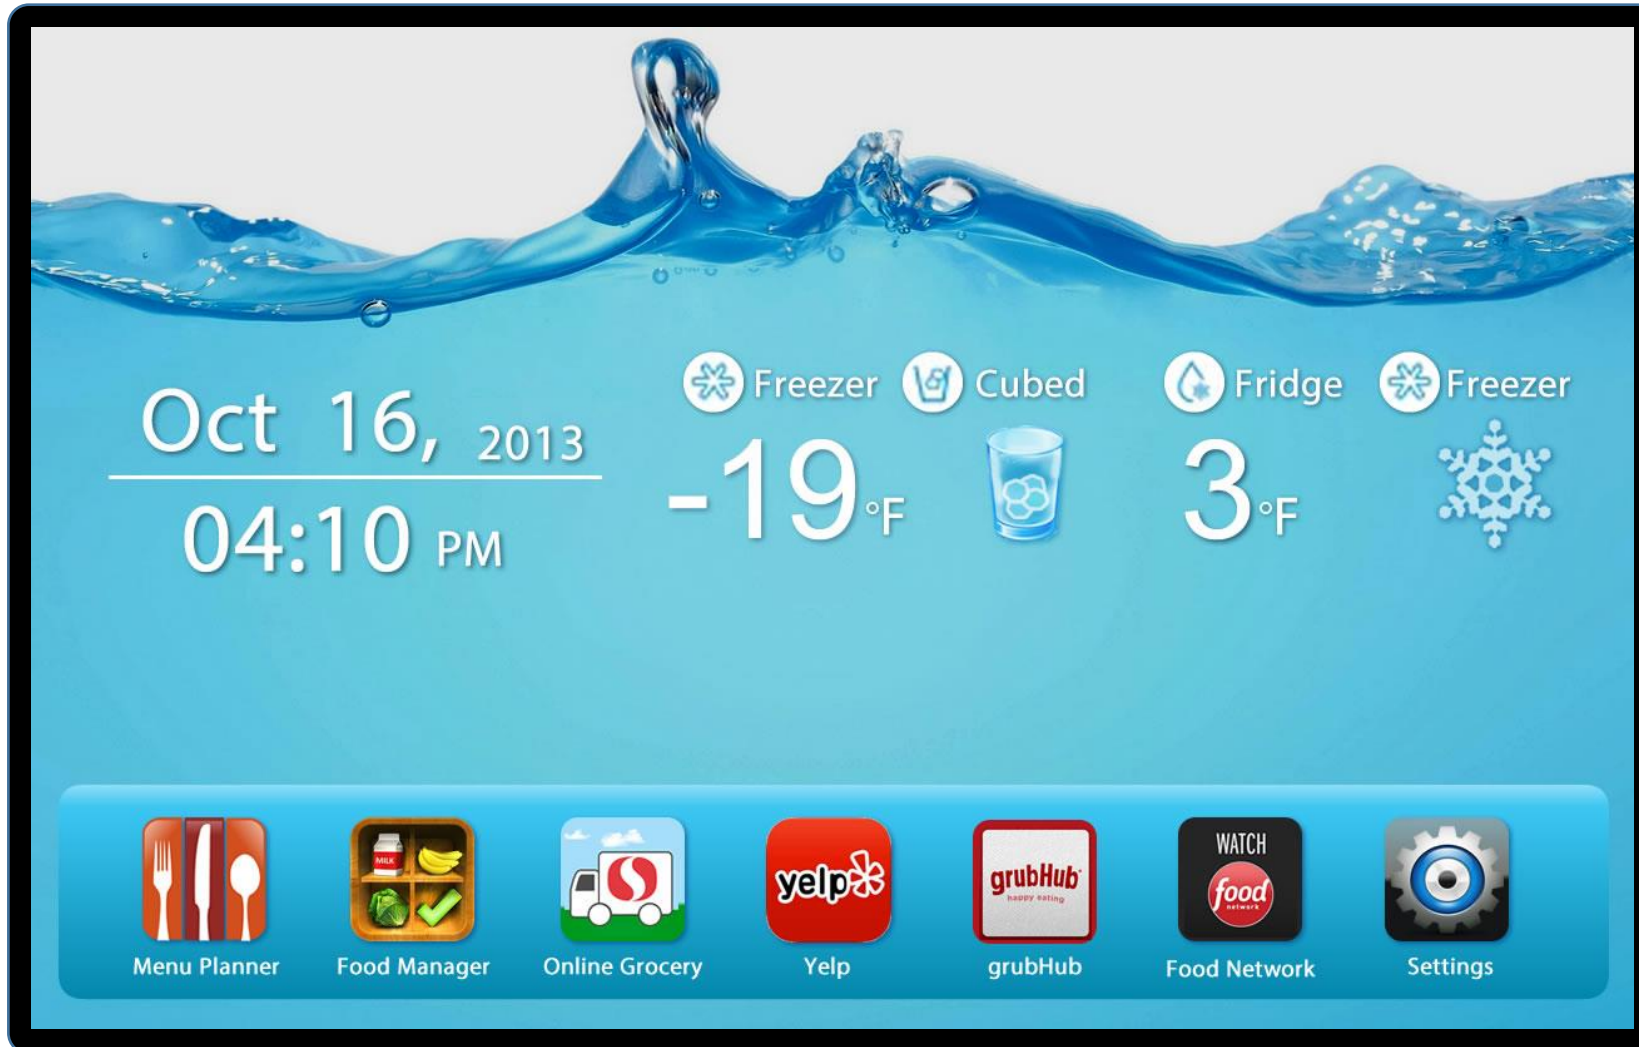 Oct 16, 2013
04:10 PM
Freezer
-19°F
Cubed
Fridge
3°F
Freezer
MILK
Menu Planner
Food Manager
Online Grocery
yelp
Yelp
grubHub
happy eating
grubHub
WATCH
food
network
Food Network
Settings